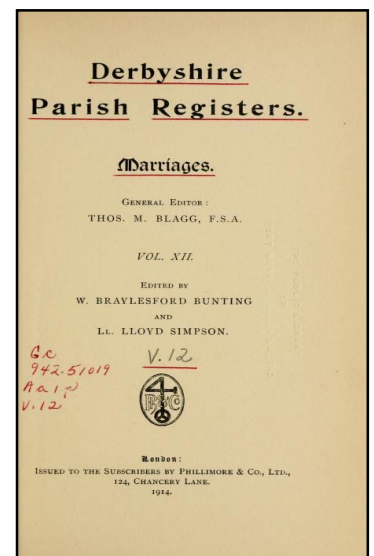 Derbyshire
Parish Registers.
Marriages.
GENERAL EDITOR:
THOS. M. BLAGG, F.S.A.
VOL. XII.
EDITED BY
W. BRAYLESFORD BUNTING
AND
LL. LLOYD SIMPSON.
V. 12
Gc
942.51019
Aa1p
V.12
London:
ISSUED TO THE SUBSCRIBERS BY PHILLIMORE & CO., LTD.,
124, CHANCERY LANE.
1914.